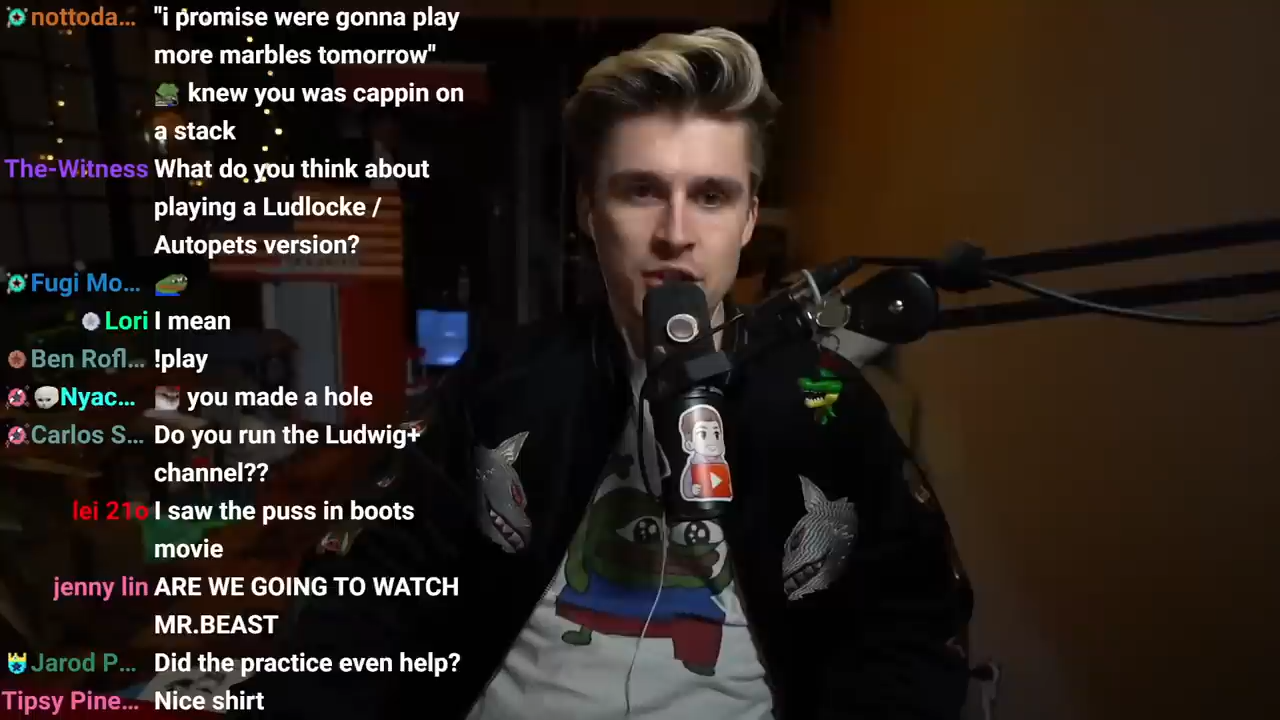 nottoda... "i promise were gonna play
more marbles tomorrow"
knew you was cappin on
a stack
The-Witness What do you think about
playing a Ludlocke /
Autopets version?
Fugi Mo...
Lori I mean
Ben Rofl... !play
Nyac... you made a hole
Carlos S... Do you run the Ludwig+
channel??
lei 21o I saw the puss in boots
movie
jenny lin ARE WE GOING TO WATCH
MR.BEAST
Jarod P... Did the practice even help?
Tipsy Pine... Nice shirt